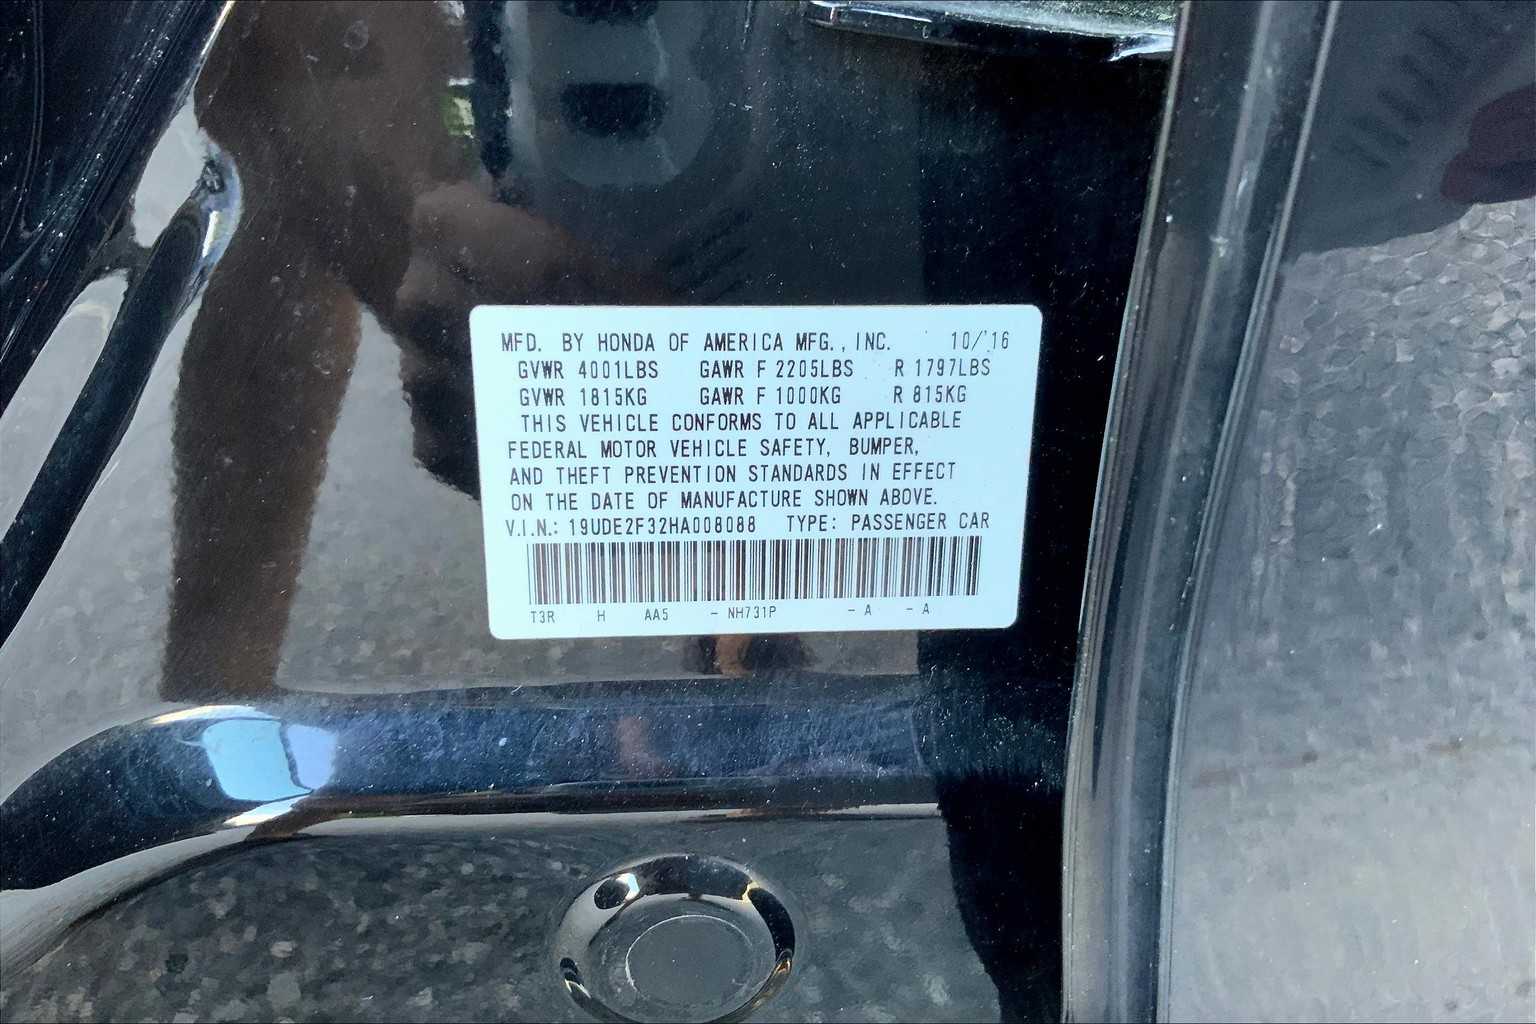 MFD. BY HONDA OF AMERICA MFG., INC. 10/'16
GVWR 4001LBS GAWR F 2205LBS R 1797LBS
GVWR 1815KG GAWR F 1000KG R 815KG
THIS VEHICLE CONFORMS TO ALL APPLICABLE
FEDERAL MOTOR VEHICLE SAFETY, BUMPER,
AND THEFT PREVENTION STANDARDS IN EFFECT
ON THE DATE OF MANUFACTURE SHOWN ABOVE.
V.I.N.: 19UDE2F32HA008088 TYPE: PASSENGER CAR
T3R H AA5 - NH731P - A - A